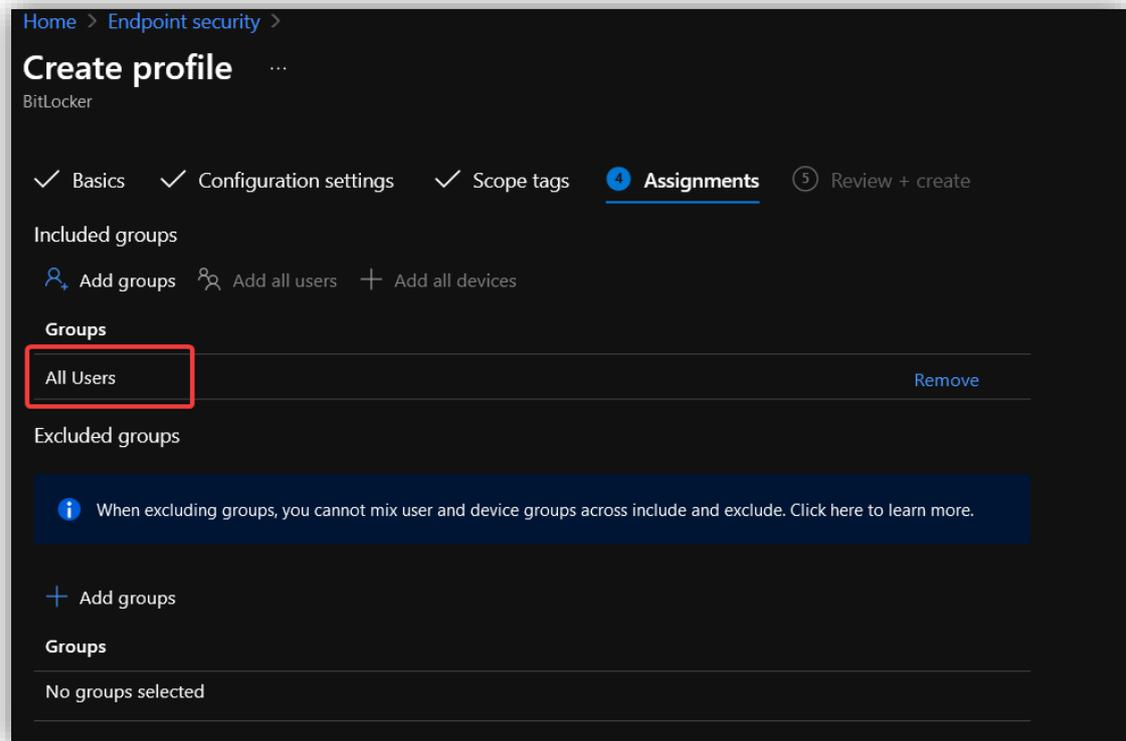 Home > Endpoint security >
Create profile ...
BitLocker
Basics Configuration settings Scope tags 4 Assignments 5 Review + create
Included groups
Add groups Add all users Add all devices
Groups
All Users Remove
Excluded groups
When excluding groups, you cannot mix user and device groups across include and exclude. Click here to learn more.
Add groups
Groups
No groups selected